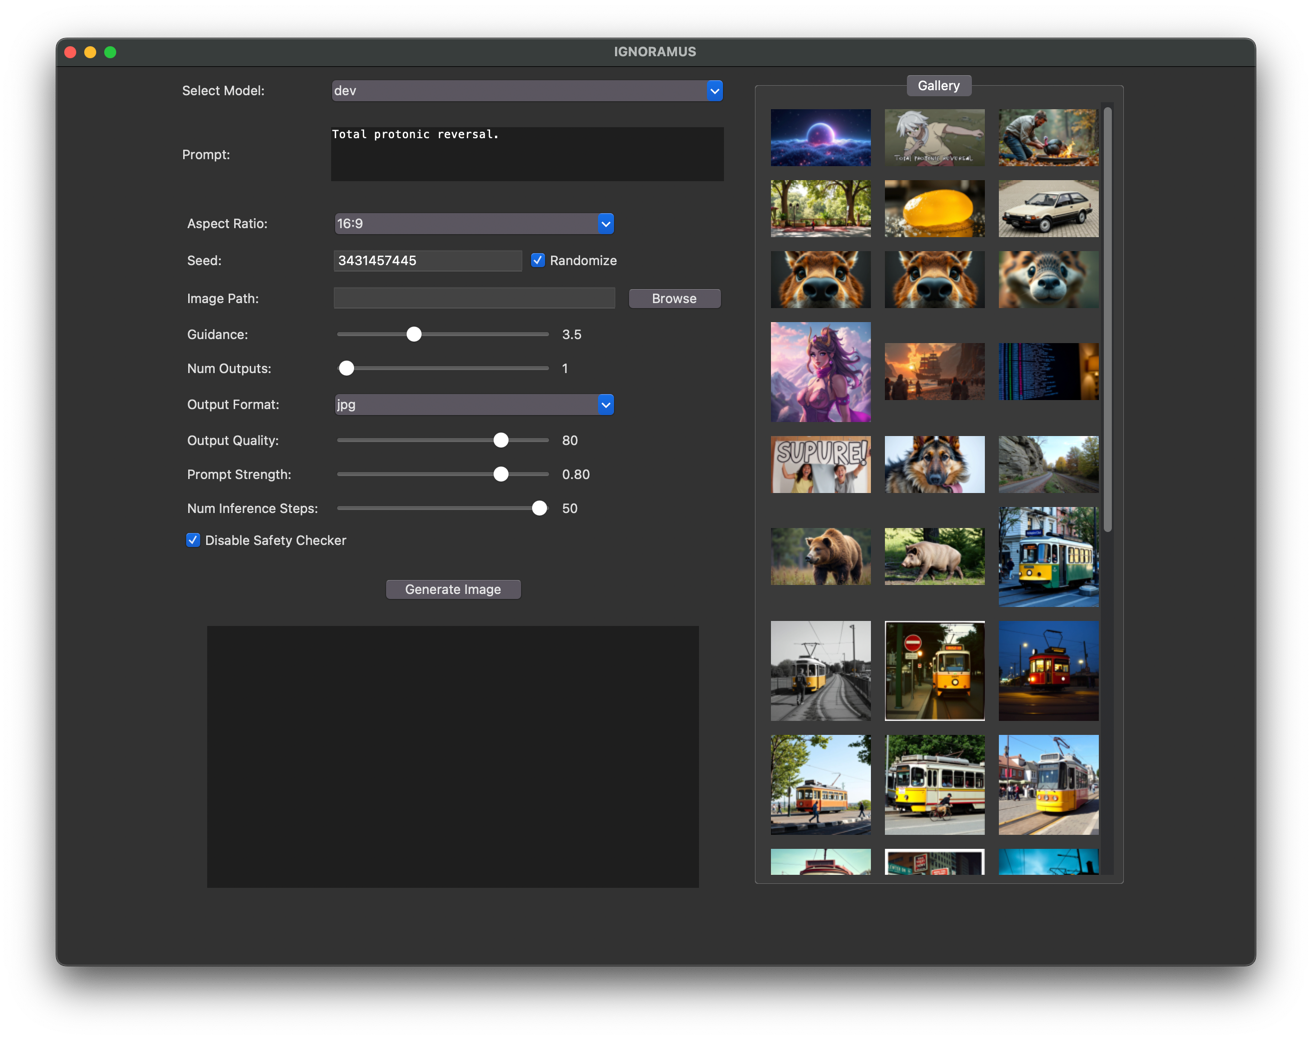 IGNORAMUS
Select Model:
dev
Prompt:
Total protonic reversal.
Aspect Ratio:
16:9
Seed:
3431457445
Randomize
Image Path:
Browse
Guidance:
3.5
Num Outputs:
1
Output Format:
jpg
Output Quality:
80
Prompt Strength:
0.80
Num Inference Steps:
50
Disable Safety Checker
Generate Image
Gallery
SUPURE!